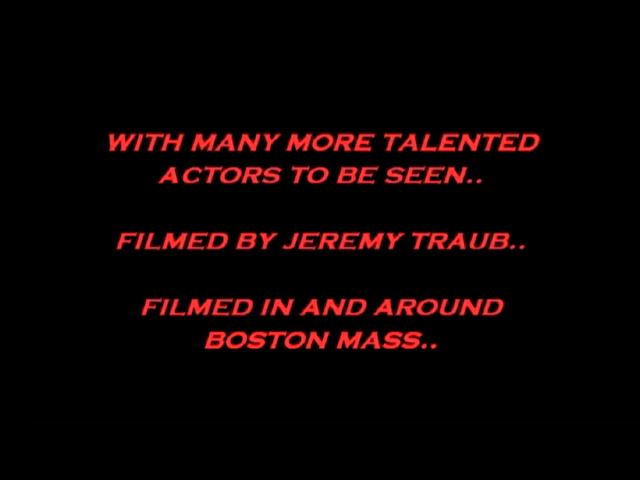 WITH MANY MORE TALENTED
ACTORS TO BE SEEN..
FILMED BY JEREMY TRAUB..
FILMED IN AND AROUND
BOSTON MASS..